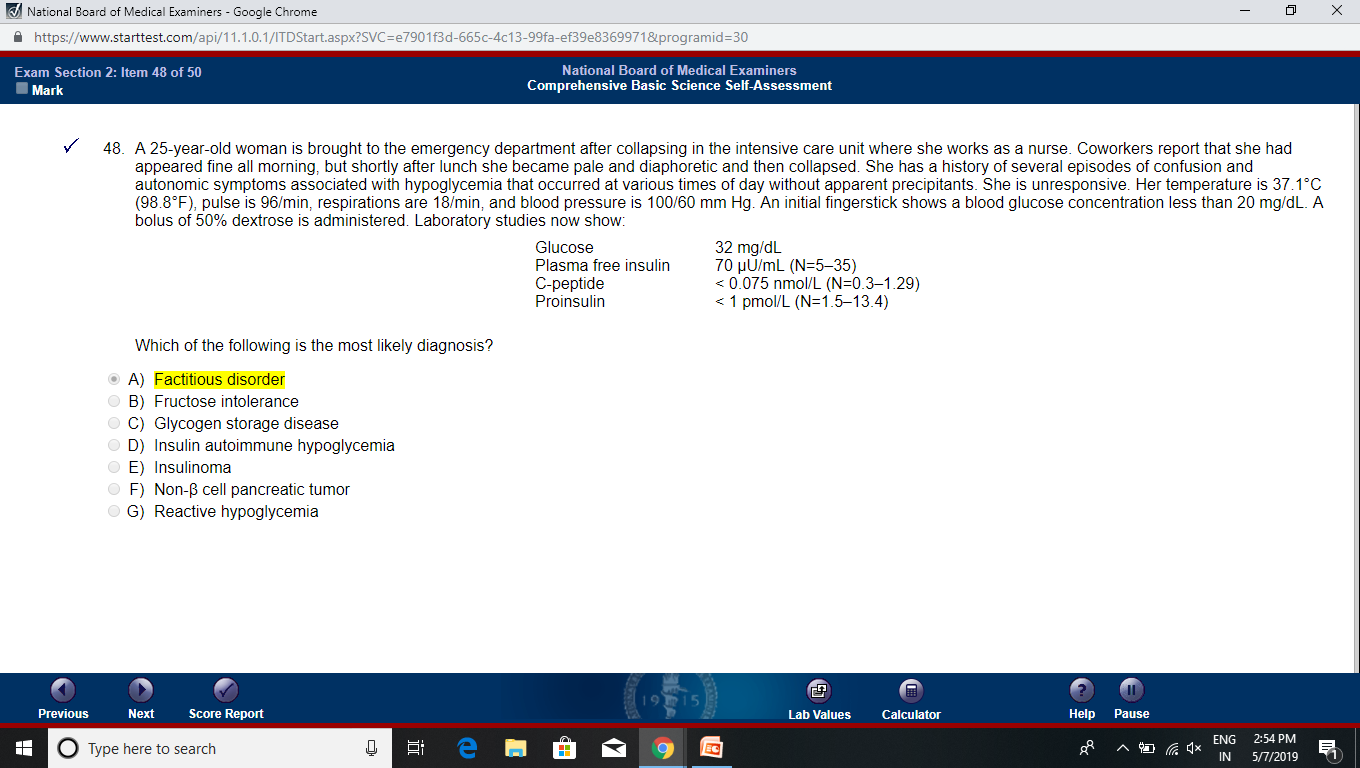 National Board of Medical Examiners - Google Chrome
https://www.starttest.com/api/11.1.0.1/ITDStart.aspx?SVC=e7901f3d-665c-4c13-99fa-ef39e8369971&programid=30
Exam Section 2: Item 48 of 50
Mark
National Board of Medical Examiners
Comprehensive Basic Science Self-Assessment
48. A 25-year-old woman is brought to the emergency department after collapsing in the intensive care unit where she works as a nurse. Coworkers report that she had
appeared fine all morning, but shortly after lunch she became pale and diaphoretic and then collapsed. She has a history of several episodes of confusion and
autonomic symptoms associated with hypoglycemia that occurred at various times of day without apparent precipitants. She is unresponsive. Her temperature is 37.1°C
(98.8°F), pulse is 96/min, respirations are 18/min, and blood pressure is 100/60 mm Hg. An initial fingerstick shows a blood glucose concentration less than 20 mg/dL. A
bolus of 50% dextrose is administered. Laboratory studies now show:
Glucose 32 mg/dL
Plasma free insulin 70 μU/mL (N=5–35)
C-peptide < 0.075 nmol/L (N=0.3–1.29)
Proinsulin < 1 pmol/L (N=1.5–13.4)
Which of the following is the most likely diagnosis?
A) Factitious disorder
B) Fructose intolerance
C) Glycogen storage disease
D) Insulin autoimmune hypoglycemia
E) Insulinoma
F) Non-β cell pancreatic tumor
G) Reactive hypoglycemia
Previous
Next
Score Report
19 15
Lab Values
Calculator
Help
Pause
Type here to search
ENG
IN
2:54 PM
5/7/2019
1